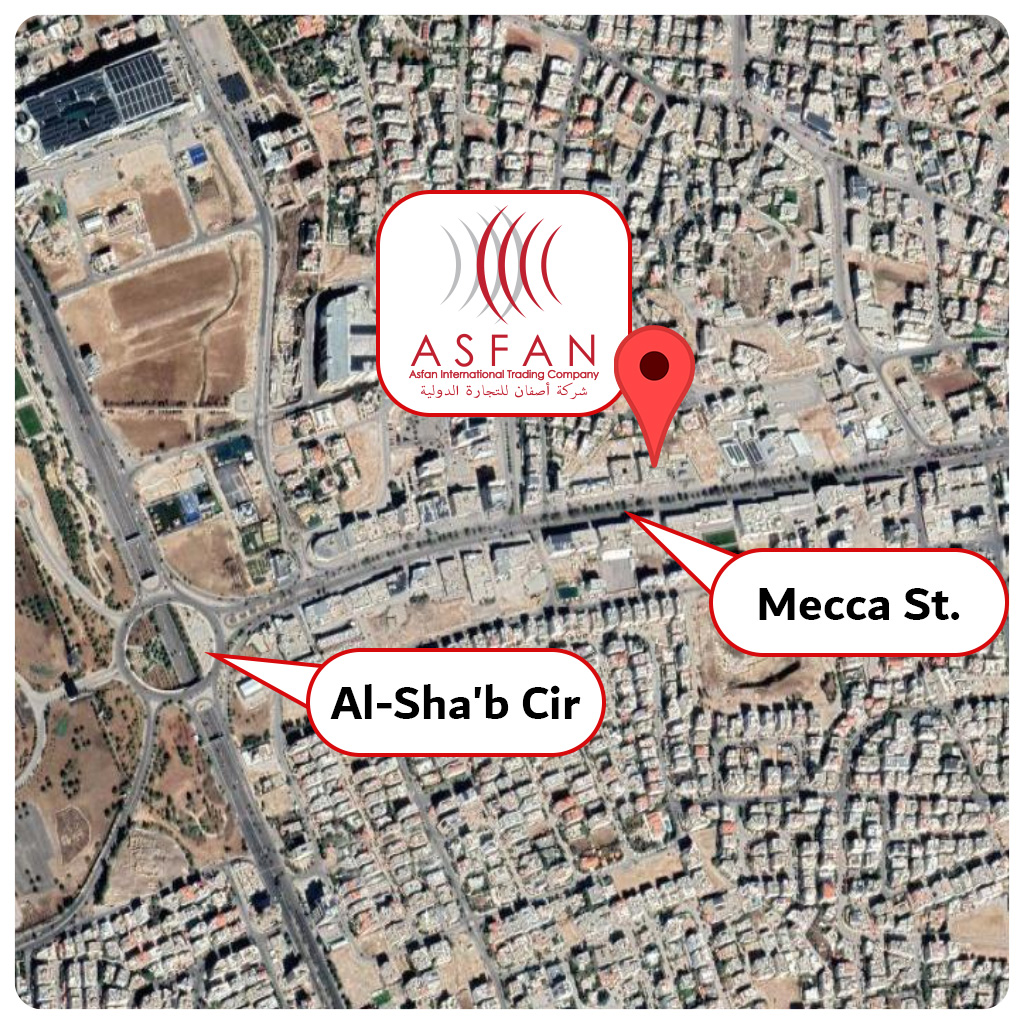 ASFAN
Asfan International Trading Company
شركة أصفان للتجارة الدولية
Mecca St.
Al-Sha'b Cir